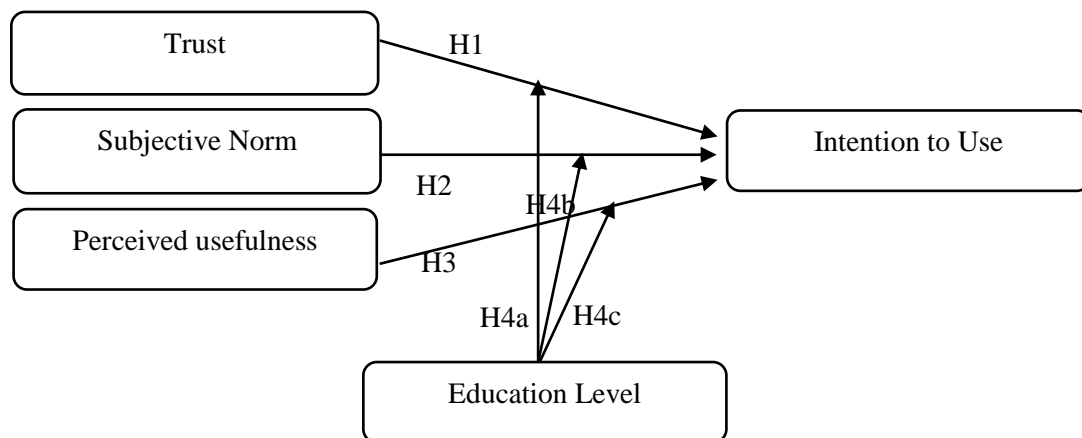 Trust
H1
Subjective Norm
Intention to Use
H2
H4b
Perceived usefulness
H3
H4a
H4c
Education Level